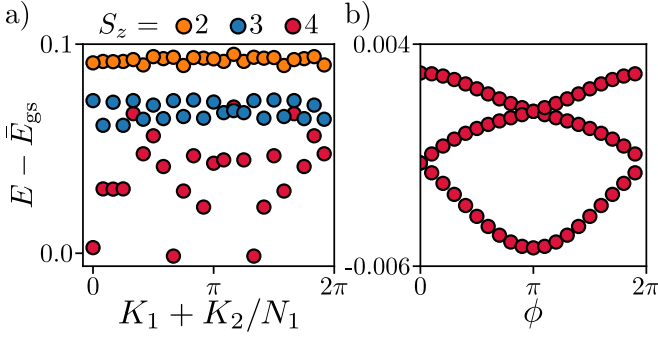 a)
S_z = 2 3 4
b)
0.1
0.0
E − Ē_gs
0 π 2π
K_1 + K_2/N_1
0.004
-0.006
0 π 2π
ϕ